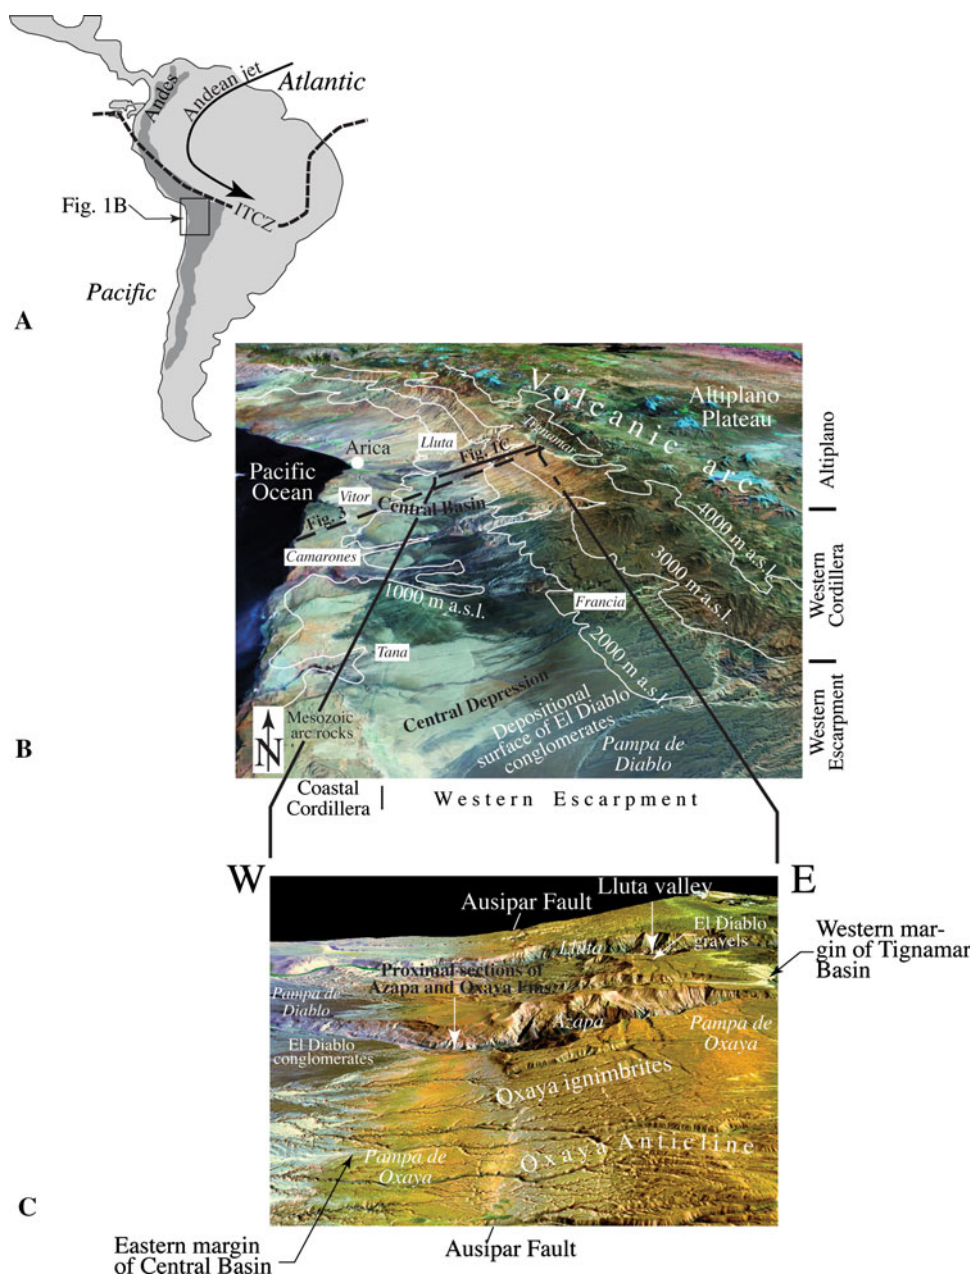 Andes
Andean jet
Atlantic
Fig. 1B
ITCZ
Pacific
A
Volcanic arc
Altiplano
Plateau
Tignamar
Lluta
Fig. 1C
Arica
Pacific
Ocean
Vitor
Central Basin
Fig. 3
4000 m a.s.l.
Camarones
3000 m a.s.l.
1000 m a.s.l.
Francia
2000 m a.s.l.
Tana
Central Depression
Depositional
surface of El Diablo
conglomerates
Mesozoic
arc rocks
N
Pampa de
Diablo
Altiplano
Western
Cordillera
Western
Escarpment
B
Coastal
Cordillera
Western Escarpment
W
E
Lluta valley
Ausipar Fault
El Diablo
gravels
Western mar-
gin of Tignamar
Basin
Lluta
Proximal sections of
Azapa and Oxaya Fms.
Pampa de
Diablo
Azapa
Pampa de
Oxaya
El Diablo
conglomerates
Oxaya ignimbrites
Oxaya Anticline
Pampa de
Oxaya
C
Eastern margin
of Central Basin
Ausipar Fault